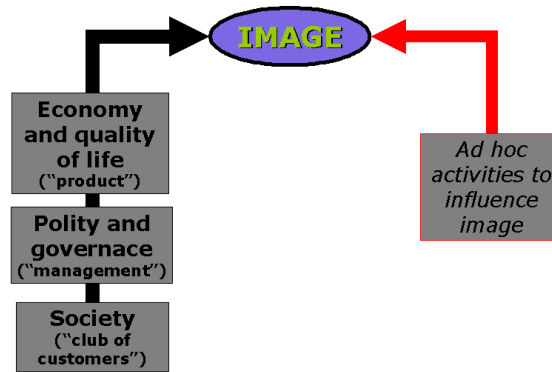 IMAGE
Economy
and quality
of life
(“product”)
Polity and
governace
(“management”)
Society
(“club of
customers”)
Ad hoc
activities to
influence
image